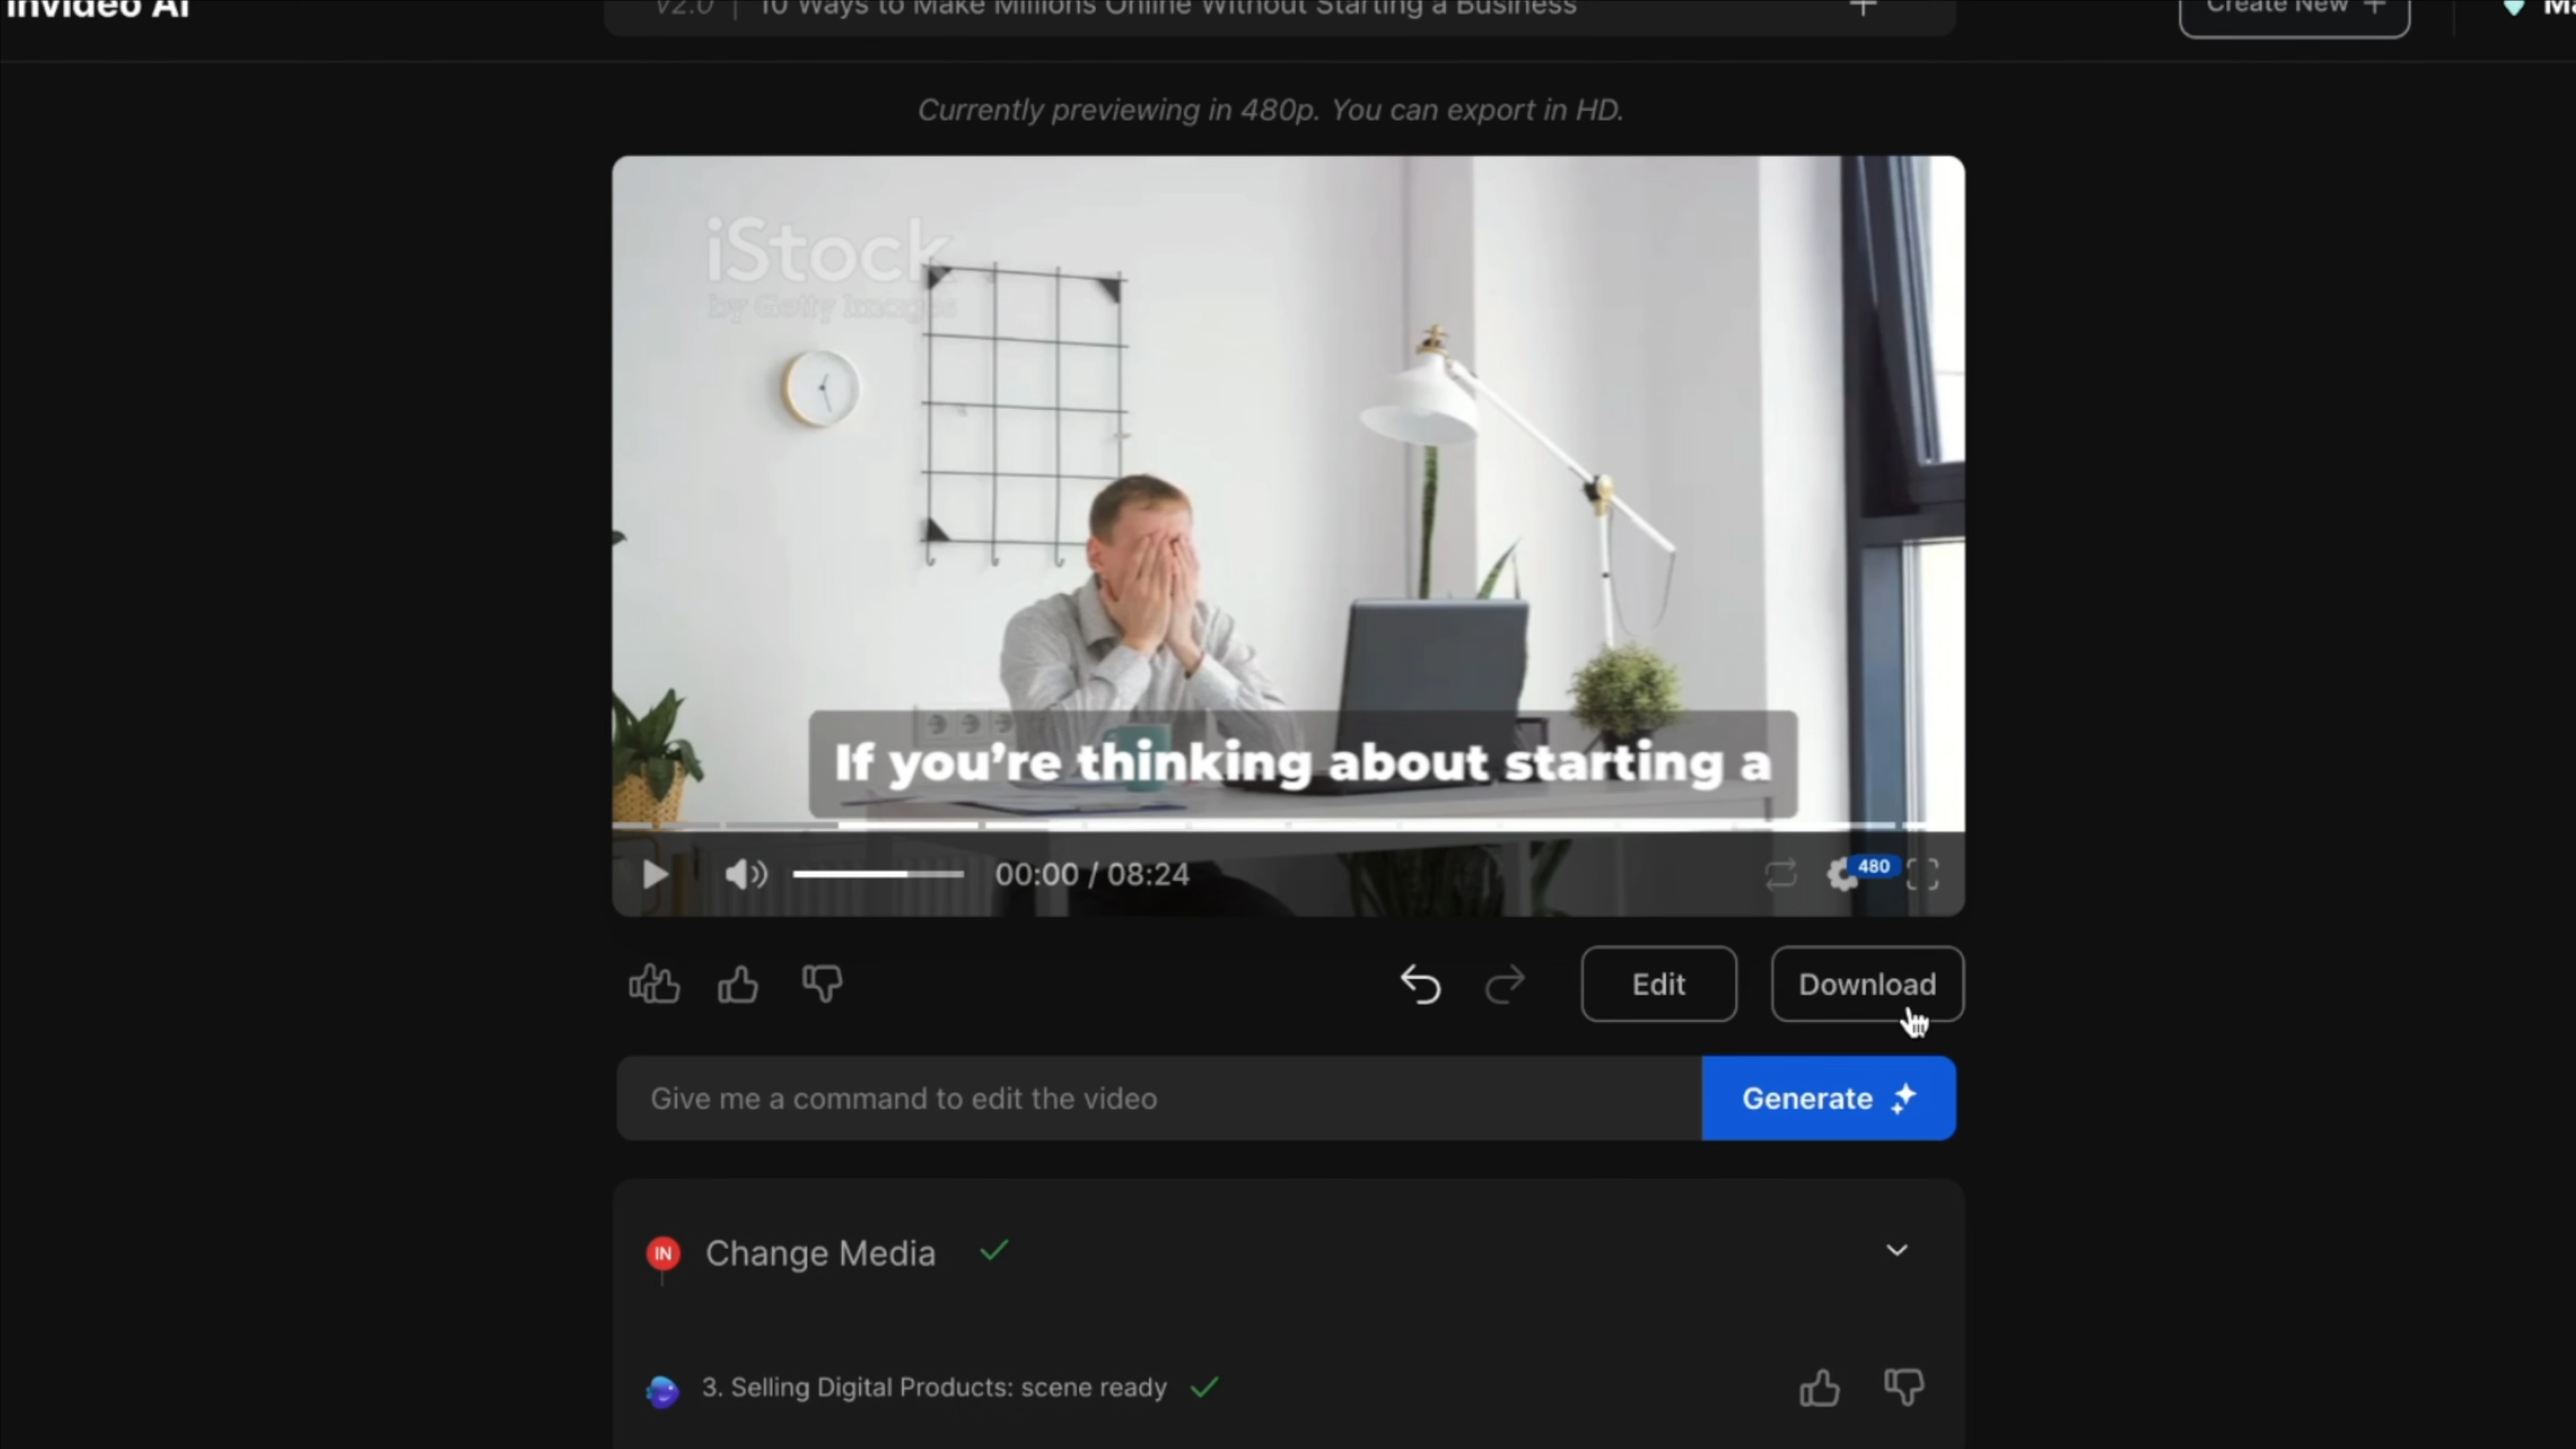 invideo AI
v2.0 | 10 Ways to Make Millions Online Without Starting a Business
Create New +
Ma
Currently previewing in 480p. You can export in HD.
iStock
by Getty Images
If you're thinking about starting a
00:00 / 08:24
480
Edit
Download
Give me a command to edit the video
Generate
IN
Change Media
3. Selling Digital Products: scene ready